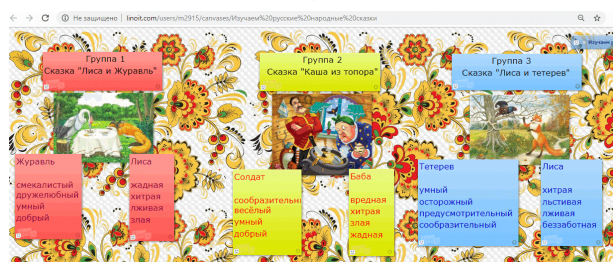 Не защищено | linoit.com/users/m2915/canvases/Изучаем%20русские%20народные%20сказки
Изучаем
Группа 1
Сказка "Лиса и Журавль"
Группа 2
Сказка "Каша из топора"
Группа 3
Сказка "Лиса и тетерев"
Журавль
смекалистый
дружелюбный
умный
добрый
Лиса
жадная
хитрая
лживая
злая
Солдат
сообразительн
весёлый
умный
добрый
Баба
вредная
хитрая
злая
жадная
Тетерев
умный
осторожный
предусмотрительный
сообразительный
Лиса
хитрая
льстивая
лживая
беззаботная